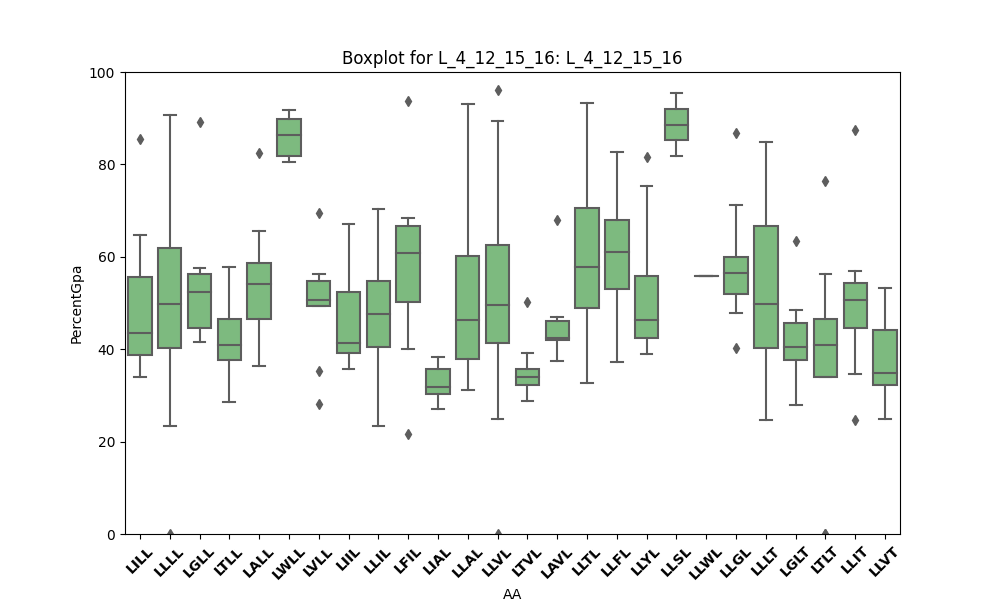 Boxplot for L_4_12_15_16: L_4_12_15_16
100
80
60
40
20
0
PercentGpa
LILL LLLL LGLL LTLL LALL LWLL LVLL LIIL LLIL LFIL LIAL LLAL LLVL LTVL LAVL LLTL LLFL LLYL LLSL LLWL LLGL LLLT LGLT LTLT LLIT LLVT
AA